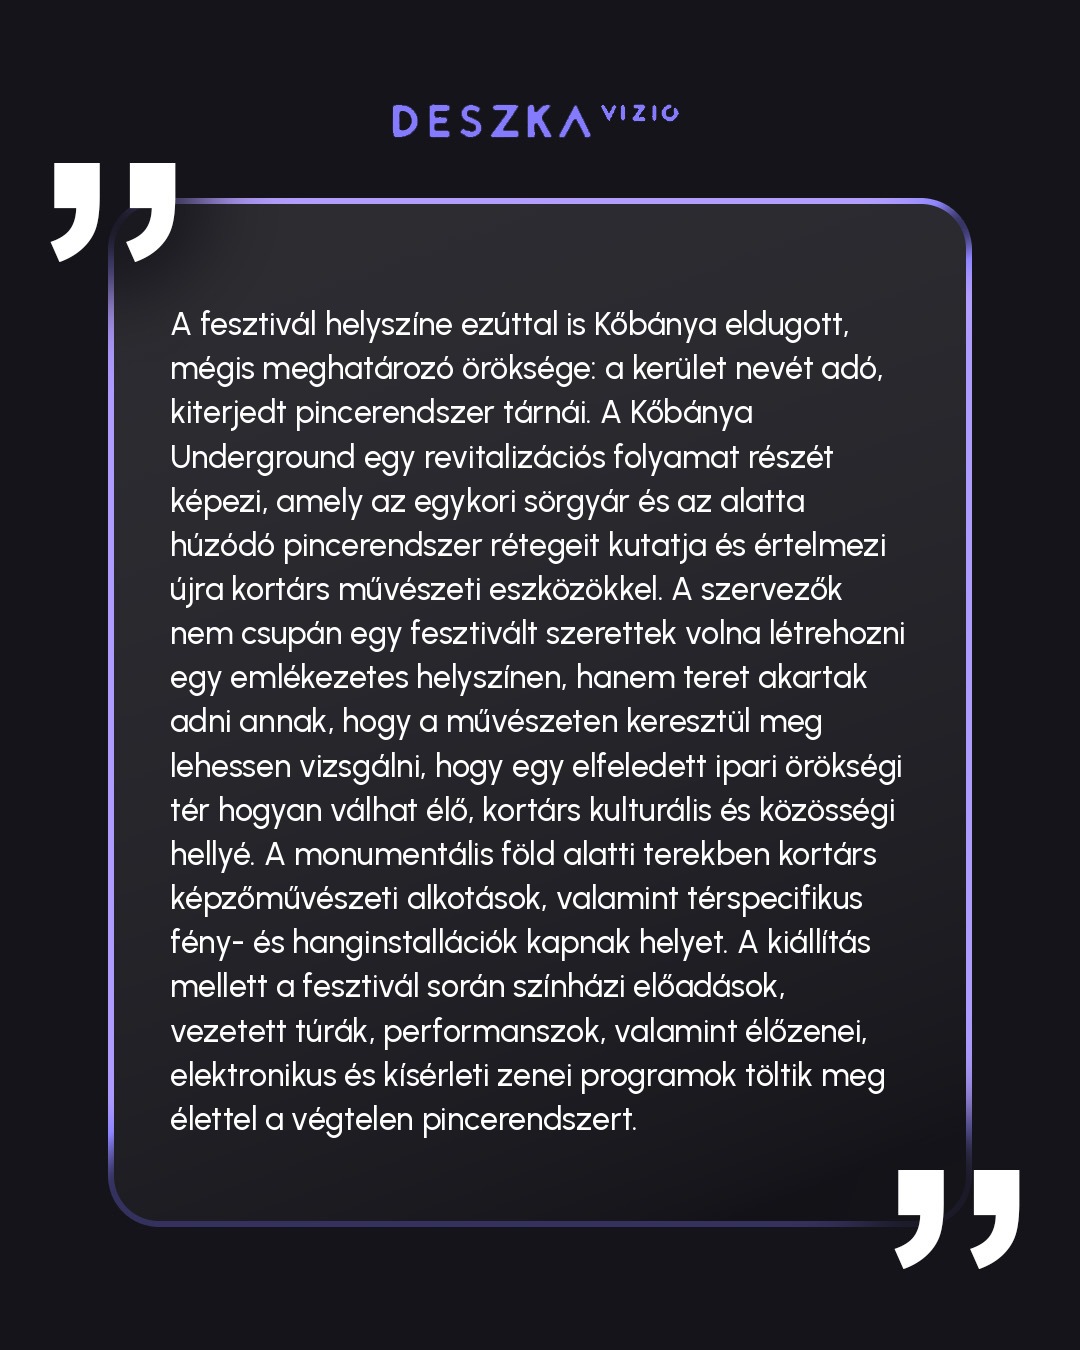 DESZKA VIZIO
”
A fesztivál helyszíne ezúttal is Kőbánya eldugott,
mégis meghatározó öröksége: a kerület nevét adó,
kiterjedt pincerendszer tárnái. A Kőbánya
Underground egy revitalizációs folyamat részét
képezi, amely az egykori sörgyár és az alatta
húzódó pincerendszer rétegeit kutatja és értelmezi
újra kortárs művészeti eszközökkel. A szervezők
nem csupán egy fesztivált szerettek volna létrehozni
egy emlékezetes helyszínen, hanem teret akartak
adni annak, hogy a művészeten keresztül meg
lehessen vizsgálni, hogy egy elfeledett ipari örökségi
tér hogyan válhat élő, kortárs kulturális és közösségi
hellyé. A monumentális föld alatti terekben kortárs
képzőművészeti alkotások, valamint térspecifikus
fény- és hanginstallációk kapnak helyet. A kiállítás
mellett a fesztivál során színházi előadások,
vezetett túrák, performanszok, valamint élőzenei,
elektronikus és kísérleti zenei programok töltik meg
élettel a végtelen pincerendszert.
”